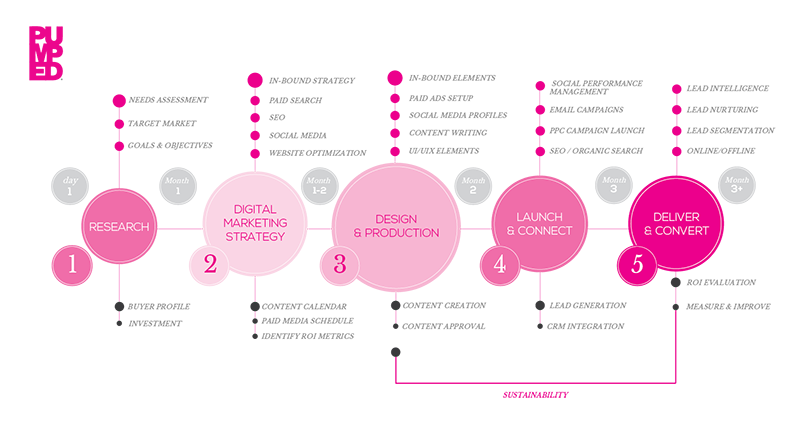 PU
MP
ED
NEEDS ASSESSMENT
TARGET MARKET
GOALS & OBJECTIVES
IN-BOUND STRATEGY
PAID SEARCH
SEO
SOCIAL MEDIA
WEBSITE OPTIMIZATION
IN-BOUND ELEMENTS
PAID ADS SETUP
SOCIAL MEDIA PROFILES
CONTENT WRITING
UI/UIX ELEMENTS
SOCIAL PERFORMANCE
MANAGEMENT
EMAIL CAMPAIGNS
PPC CAMPAIGN LAUNCH
SEO / ORGANIC SEARCH
LEAD INTELLIGENCE
LEAD NURTURING
LEAD SEGMENTATION
ONLINE/OFFLINE
day
1
Month
1
Month
1-2
Month
2
Month
3
Month
3+
RESEARCH
DIGITAL
MARKETING
STRATEGY
DESIGN
& PRODUCTION
LAUNCH
& CONNECT
DELIVER
& CONVERT
1
2
3
4
5
BUYER PROFILE
INVESTMENT
CONTENT CALENDAR
PAID MEDIA SCHEDULE
IDENTIFY ROI METRICS
CONTENT CREATION
CONTENT APPROVAL
LEAD GENERATION
CRM INTEGRATION
ROI EVALUATION
MEASURE & IMPROVE
SUSTAINABILITY